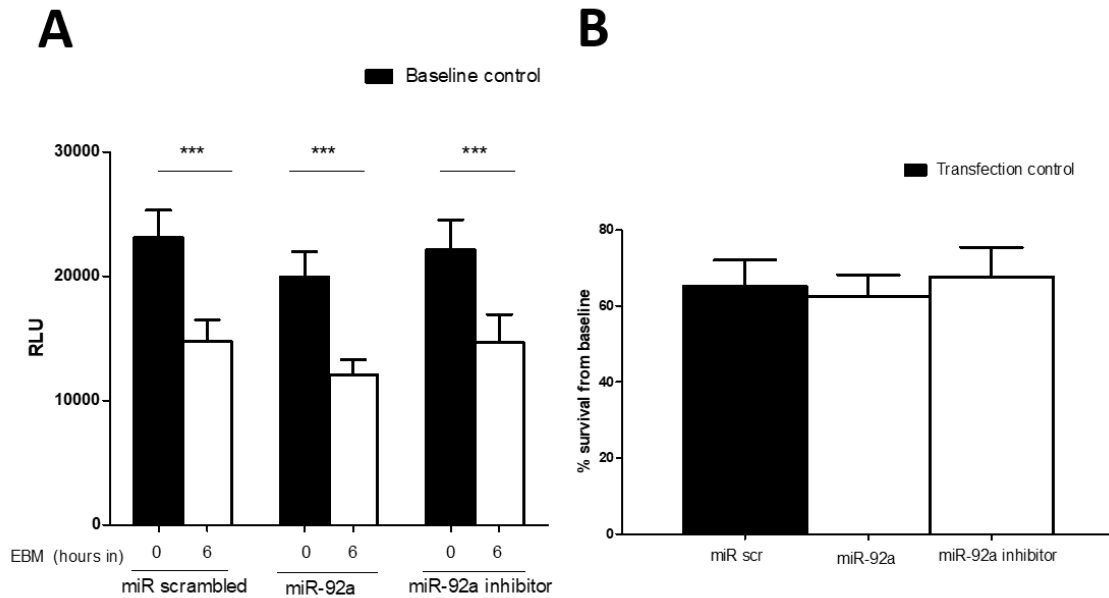 A
Baseline control
30000
20000
10000
0
RLU
***
***
***
EBM (hours in)
0 6 0 6 0 6
miR scrambled miR-92a miR-92a inhibitor
B
Transfection control
80
60
40
20
0
% survival from baseline
miR scr miR-92a miR-92a inhibitor